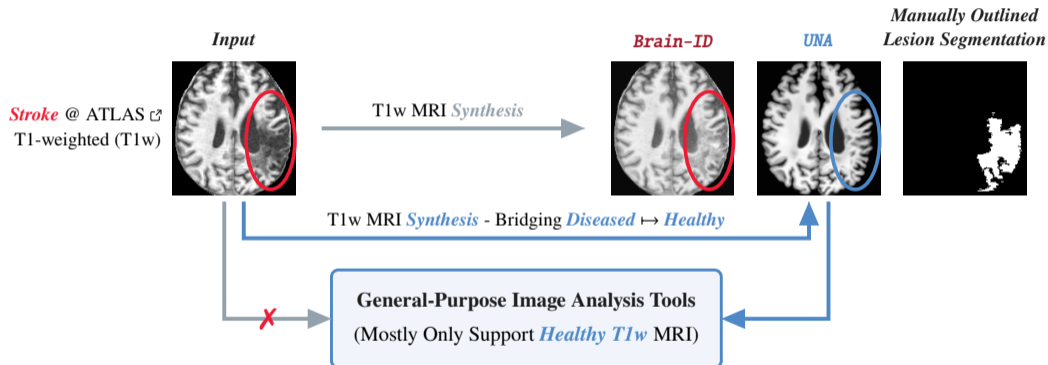 Input
Brain-ID
UNA
Manually Outlined
Lesion Segmentation
Stroke @ ATLAS
T1-weighted (T1w)
T1w MRI Synthesis
T1w MRI Synthesis - Bridging Diseased ↦ Healthy
General-Purpose Image Analysis Tools
(Mostly Only Support Healthy T1w MRI)